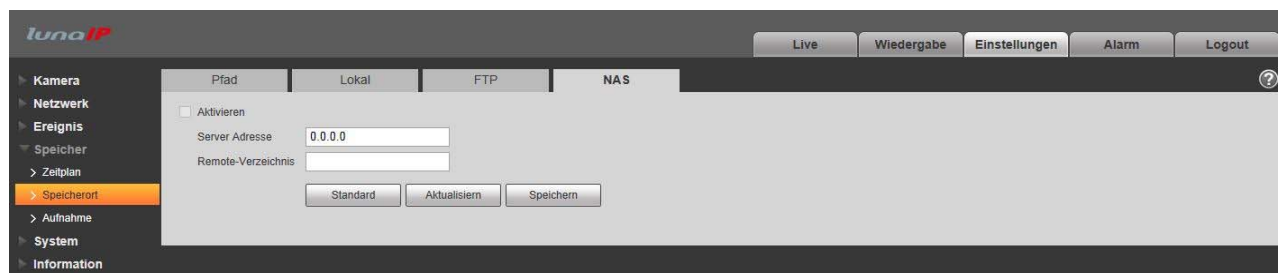 lunaIP
Live Wiedergabe Einstellungen Alarm Logout
Kamera
Netzwerk
Ereignis
Speicher
> Zeitplan
> Speicherort
> Aufnahme
System
Information
Pfad Lokal FTP NAS
?
Aktivieren
Server Adresse 0.0.0.0
Remote-Verzeichnis
Standard Aktualisiern Speichern